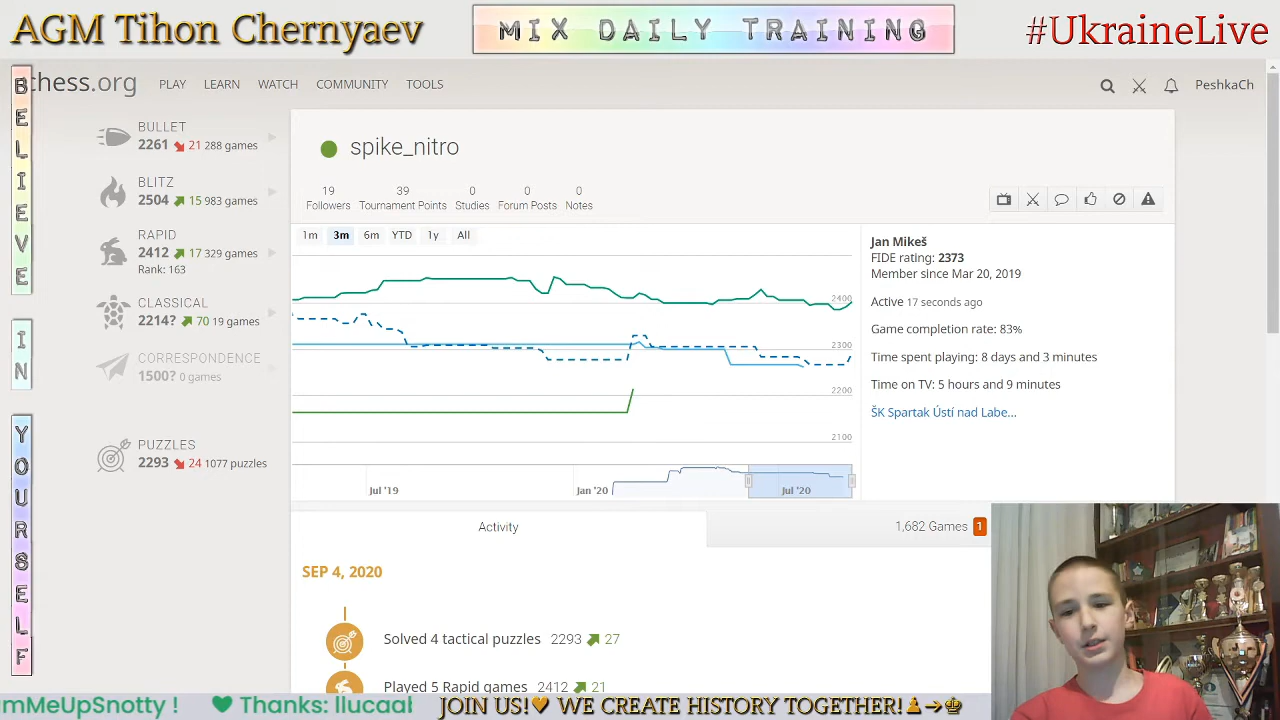 AGM Tihon Chernyaev
MIX DAILY TRAINING
#UkraineLive
BELIEVE
IN
YOURSELF
chess.org
PLAY LEARN WATCH COMMUNITY TOOLS
PeshkaCh
BULLET
2261 21 288 games
BLITZ
2504 15 983 games
RAPID
2412 17 329 games
Rank: 163
CLASSICAL
2214? 70 19 games
CORRESPONDENCE
1500? 0 games
PUZZLES
2293 24 1077 puzzles
spike_nitro
19 39 0 0 0
Followers Tournament Points Studies Forum Posts Notes
1m 3m 6m YTD 1y All
2400
2300
2200
2100
Jul '19 Jan '20 Jul '20
Jan Mikeš
FIDE rating: 2373
Member since Mar 20, 2019
Active 17 seconds ago
Game completion rate: 83%
Time spent playing: 8 days and 3 minutes
Time on TV: 5 hours and 9 minutes
ŠK Spartak Ústí nad Labe...
Activity
1,682 Games 1
SEP 4, 2020
Solved 4 tactical puzzles 2293 27
Played 5 Rapid games 2412 21
mMeUpSnotty ! ♥ Thanks: llucaal
JOIN US!♥ WE CREATE HISTORY TOGETHER!♟→♔